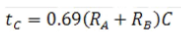 t_C = 0.69(R_A + R_B)C